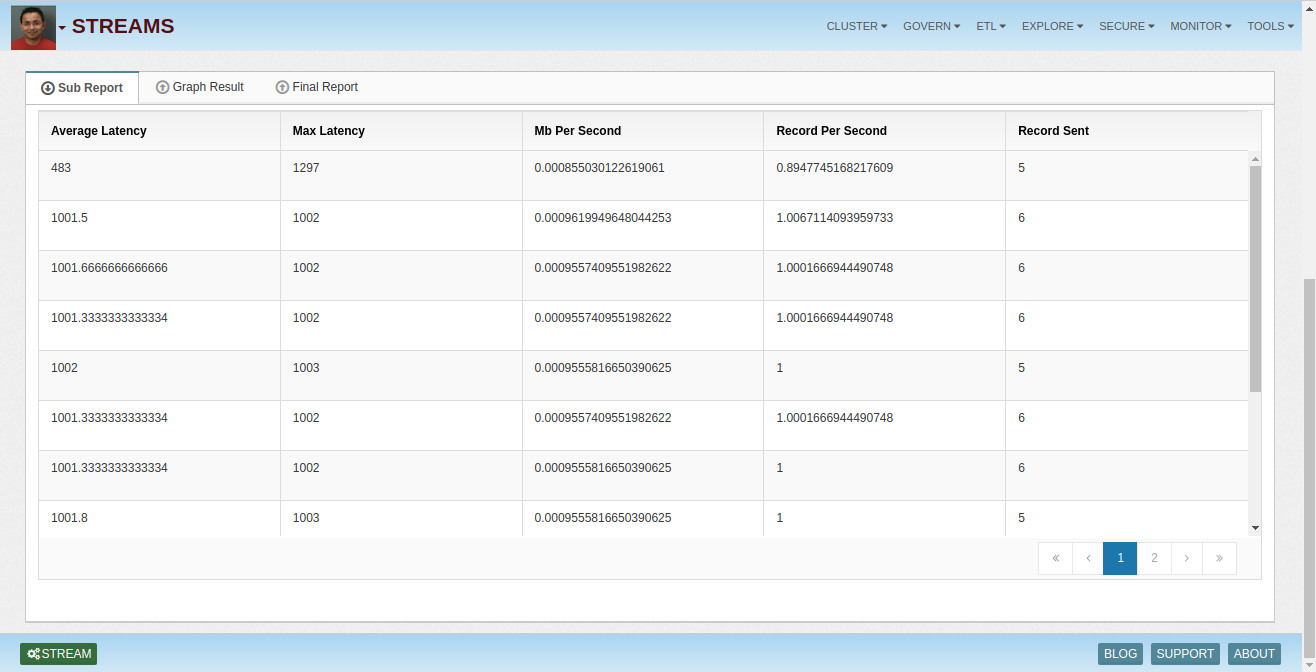 STREAMS CLUSTER GOVERN ETL EXPLORE SECURE MONITOR TOOLS
Sub Report Graph Result Final Report
Average Latency Max Latency Mb Per Second Record Per Second Record Sent
483 1297 0.000855030122619061 0.8947745168217609 5
1001.5 1002 0.0009619949648044253 1.0067114093959733 6
1001.6666666666666 1002 0.0009557409551982622 1.0001666944490748 6
1001.3333333333334 1002 0.0009557409551982622 1.0001666944490748 6
1002 1003 0.0009555816650390625 1 5
1001.3333333333334 1002 0.0009557409551982622 1.0001666944490748 6
1001.3333333333334 1002 0.0009555816650390625 1 6
1001.8 1003 0.0009555816650390625 1 5
« ‹ 1 2 › »
STREAM BLOG SUPPORT ABOUT